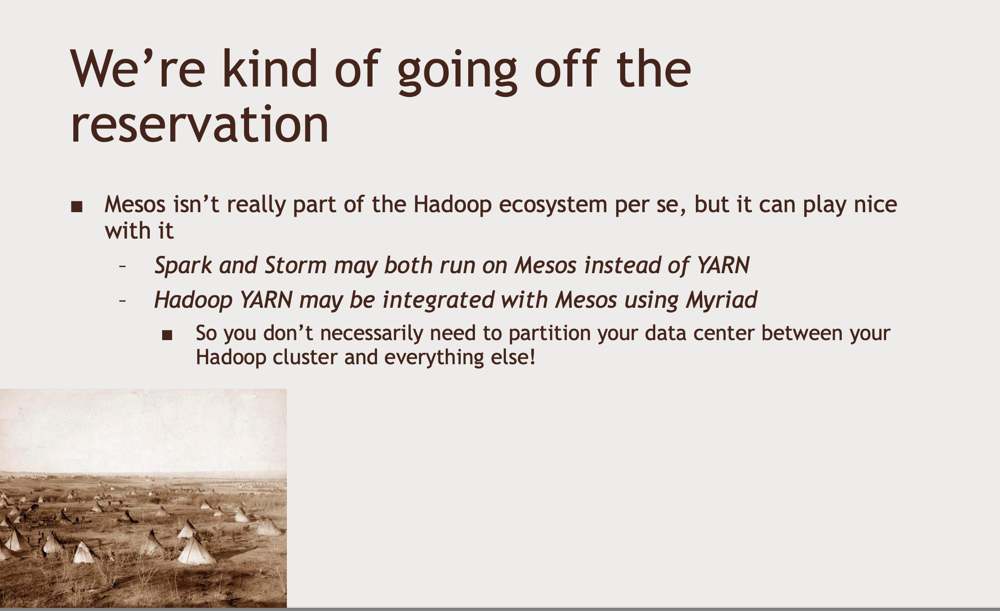 We’re kind of going off the
reservation
■ Mesos isn’t really part of the Hadoop ecosystem per se, but it can play nice
with it
– Spark and Storm may both run on Mesos instead of YARN
– Hadoop YARN may be integrated with Mesos using Myriad
■ So you don’t necessarily need to partition your data center between your
Hadoop cluster and everything else!